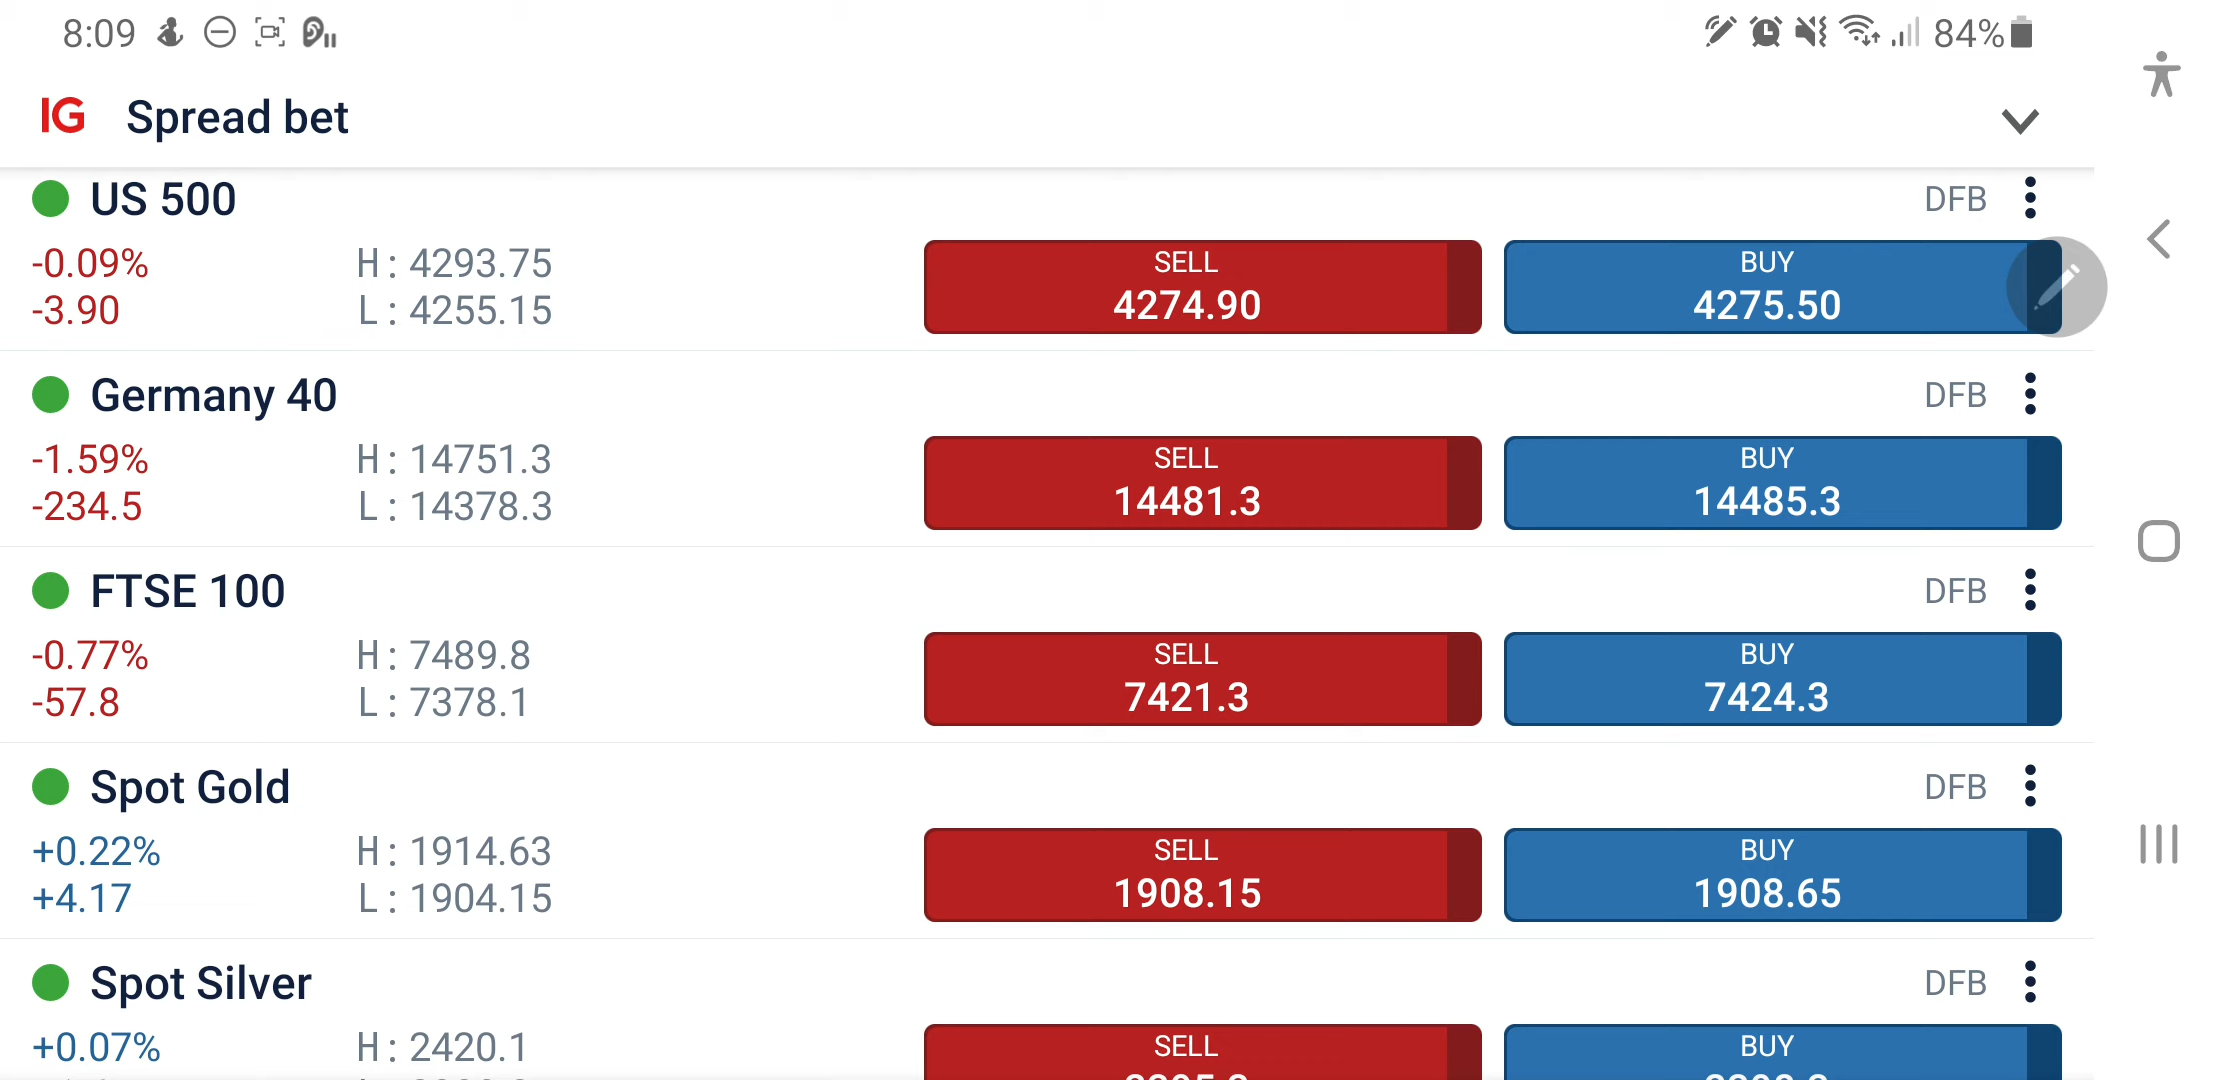 8:09 84%
IG Spread bet
US 500 DFB
-0.09% H: 4293.75 SELL BUY
-3.90 L: 4255.15 4274.90 4275.50
Germany 40 DFB
-1.59% H: 14751.3 SELL BUY
-234.5 L: 14378.3 14481.3 14485.3
FTSE 100 DFB
-0.77% H: 7489.8 SELL BUY
-57.8 L: 7378.1 7421.3 7424.3
Spot Gold DFB
+0.22% H: 1914.63 SELL BUY
+4.17 L: 1904.15 1908.15 1908.65
Spot Silver DFB
+0.07% H: 2420.1 SELL BUY